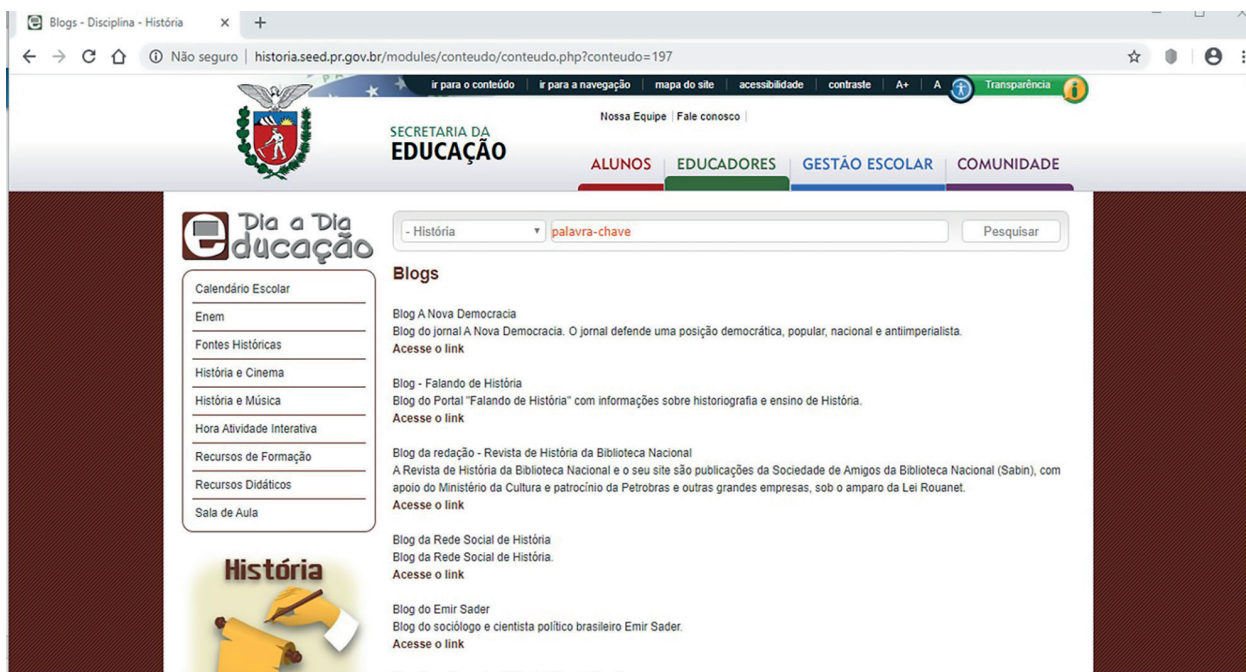 Blogs - Disciplina - História
Não seguro | historia.seed.pr.gov.br/modules/conteudo/conteudo.php?conteudo=197
ir para o conteúdo | ir para a navegação | mapa do site | acessibilidade | contraste | A+ | A
Transparência
Nossa Equipe | Fale conosco |
SECRETARIA DA
EDUCAÇÃO
ALUNOS | EDUCADORES | GESTÃO ESCOLAR | COMUNIDADE
Dia a Dia
educação
- História
palavra-chave
Pesquisar
Calendário Escolar
Enem
Fontes Históricas
História e Cinema
História e Música
Hora Atividade Interativa
Recursos de Formação
Recursos Didáticos
Sala de Aula
História
Blogs
Blog A Nova Democracia
Blog do jornal A Nova Democracia. O jornal defende uma posição democrática, popular, nacional e antiimperialista.
Acesse o link
Blog - Falando de História
Blog do Portal "Falando de História" com informações sobre historiografia e ensino de História.
Acesse o link
Blog da redação - Revista de História da Biblioteca Nacional
A Revista de História da Biblioteca Nacional e o seu site são publicações da Sociedade de Amigos da Biblioteca Nacional (Sabin), com
apoio do Ministério da Cultura e patrocínio da Petrobras e outras grandes empresas, sob o amparo da Lei Rouanet.
Acesse o link
Blog da Rede Social de História
Blog da Rede Social de História.
Acesse o link
Blog do Emir Sader
Blog do sociólogo e cientista político brasileiro Emir Sader.
Acesse o link